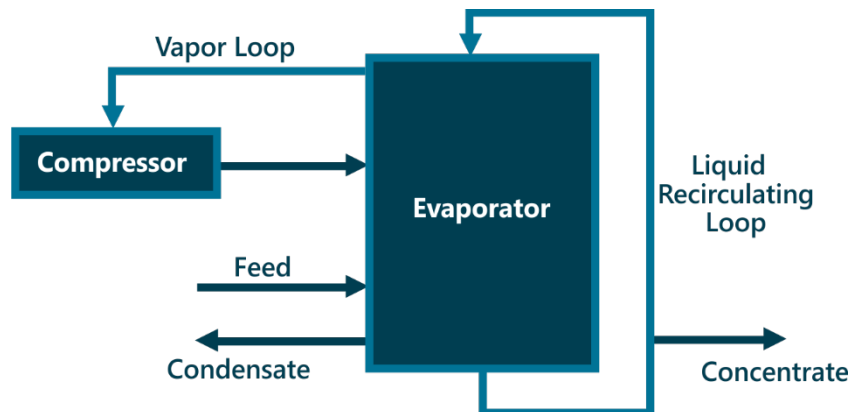 Vapor Loop
Compressor
Evaporator
Liquid
Recirculating
Loop
Feed
Condensate
Concentrate